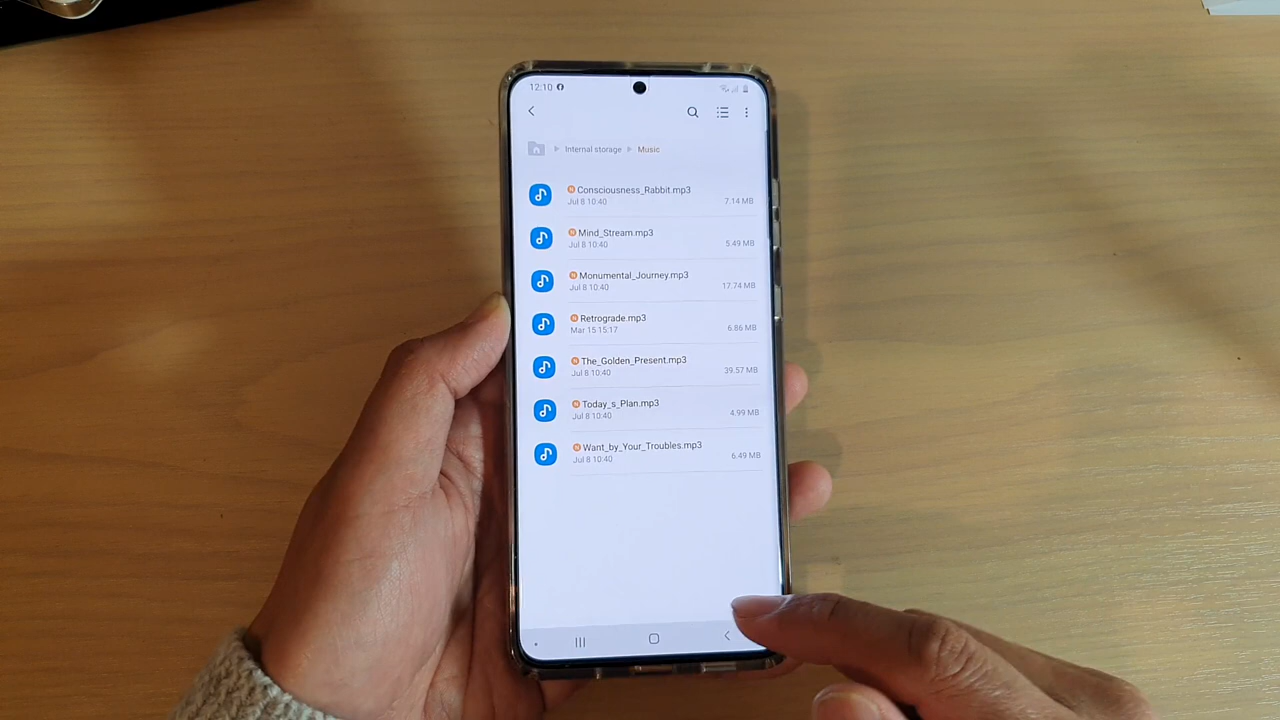 12:10
Internal storage Music
N Consciousness_Rabbit.mp3
Jul 8 10:40 7.14 MB
N Mind_Stream.mp3
Jul 8 10:40 5.49 MB
N Monumental_Journey.mp3
Jul 8 10:40 17.74 MB
N Retrograde.mp3
Mar 15 15:17 6.86 MB
N The_Golden_Present.mp3
Jul 8 10:40 39.57 MB
N Today_s_Plan.mp3
Jul 8 10:40 4.99 MB
N Want_by_Your_Troubles.mp3
Jul 8 10:40 6.49 MB